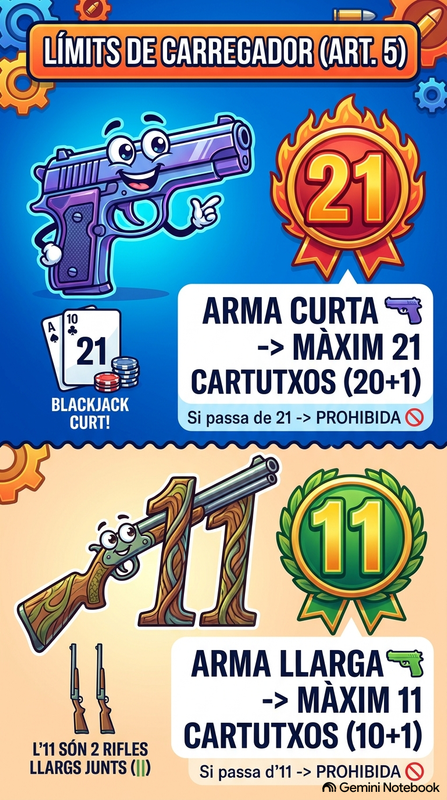 LÍMITS DE CARREGADOR (ART. 5)
21
A
10
21
BLACKJACK
CURT!
ARMA CURTA
-> MÀXIM 21
CARTUTXOS (20+1)
Si passa de 21 -> PROHIBIDA
11
11
L'11 SÓN 2 RIFLES
LLARGS JUNTS (||)
ARMA LLARGA
-> MÀXIM 11
CARTUTXOS (10+1)
Si passa d'11 -> PROHIBIDA
Gemini Notebook